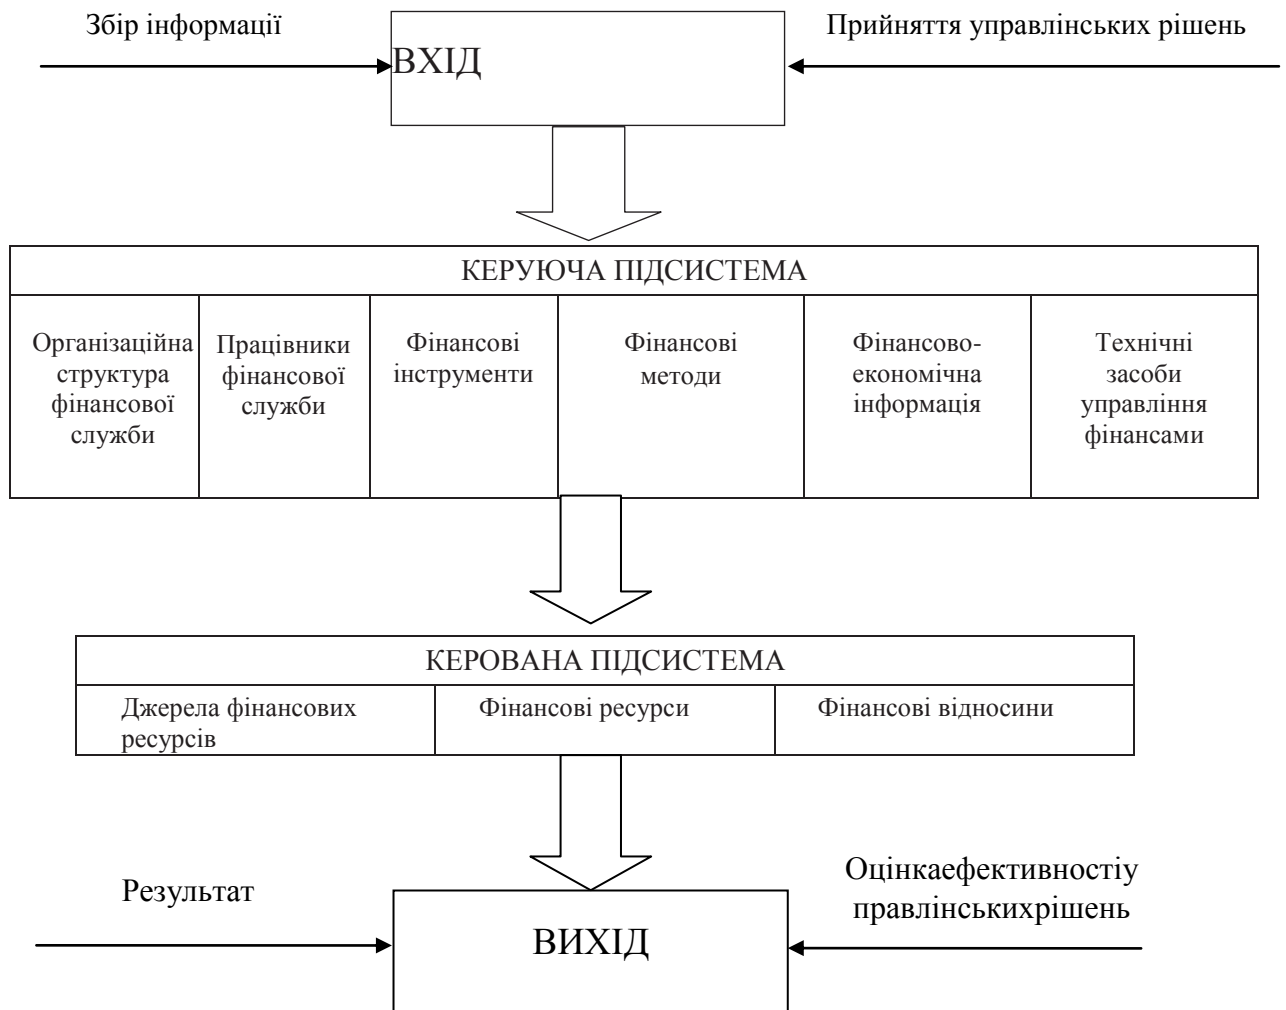 Збір інформації
Прийняття управлінських рішень
ВХІД
КЕРУЮЧА ПІДСИСТЕМА
Організаційна
структура
фінансової
служби
Працівники
фінансової
служби
Фінансові
інструменти
Фінансові
методи
Фінансово-
економічна
інформація
Технічні
засоби
управління
фінансами
КЕРОВАНА ПІДСИСТЕМА
Джерела фінансових
ресурсів
Фінансові ресурси
Фінансові відносини
Результат
Оцінкаефективностіу
правлінськихрішень
ВИХІД